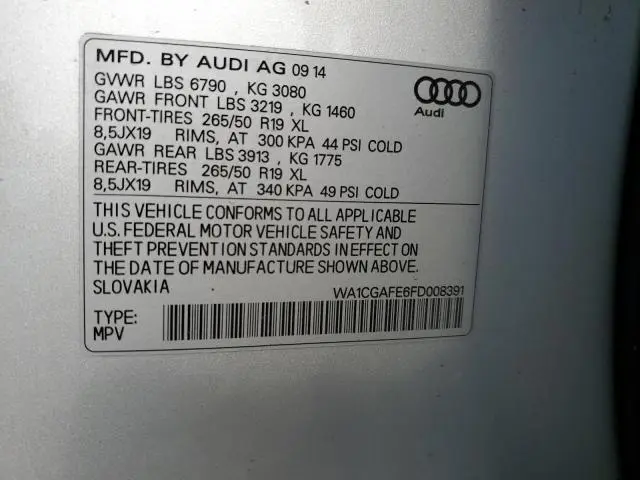 MFD. BY AUDI AG 09 14
GVWR LBS 6790 , KG 3080
GAWR FRONT LBS 3219 , KG 1460
FRONT-TIRES 265/50 R19 XL
8,5JX19 RIMS, AT 300 KPA 44 PSI COLD
GAWR REAR LBS 3913 , KG 1775
REAR-TIRES 265/50 R19 XL
8,5JX19 RIMS, AT 340 KPA 49 PSI COLD
Audi
THIS VEHICLE CONFORMS TO ALL APPLICABLE
U.S. FEDERAL MOTOR VEHICLE SAFETY AND
THEFT PREVENTION STANDARDS IN EFFECT ON
THE DATE OF MANUFACTURE SHOWN ABOVE.
SLOVAKIA WA1CGAFE6FD008391
TYPE:
MPV